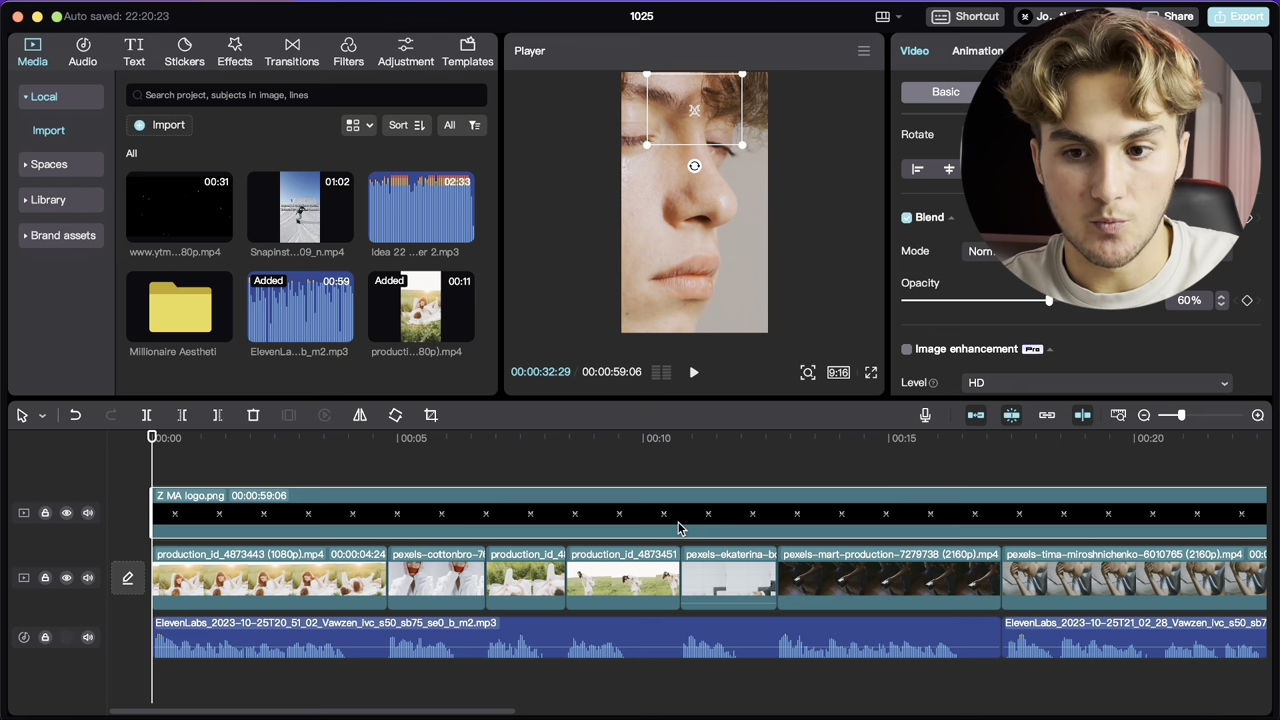 Auto saved: 22:20:23
1025
Shortcut
Share
Export
Media
Audio
Text
Stickers
Effects
Transitions
Filters
Adjustment
Templates
Local
Import
Spaces
Library
Brand assets
Search project, subjects in image, lines
Import
Sort
All
All
00:31
01:02
02:33
www.ytm...80p.mp4
Snapinst...09_n.mp4
Idea 22 ...er 2.mp3
Added
00:59
Added
00:11
MIllionaire Aestheti
ElevenLa...b_m2.mp3
producti...80p).mp4
Player
00:00:32:29
00:00:59:06
9:16
Video
Animation
Basic
Rotate
Blend
Mode
Opacity
60%
Image enhancement
Pro
Level
HD
00:00
00:05
00:10
00:15
00:20
Z MA logo.png 00:00:59:06
production_id_4873443 (1080p).mp4 00:00:04:24
pexels-cottonbro-7
production_id_4
production_id_4873451
pexels-ekaterina-b
pexels-mart-production-7279738 (2160p).mp4
pexels-tima-miroshnichenko-6010765 (2160p).mp4
ElevenLabs_2023-10-25T20_51_02_Vawzen_ivc_s50_sb75_se0_b_m2.mp3
ElevenLabs_2023-10-25T21_02_28_Vawzen_ivc_s50_sb7